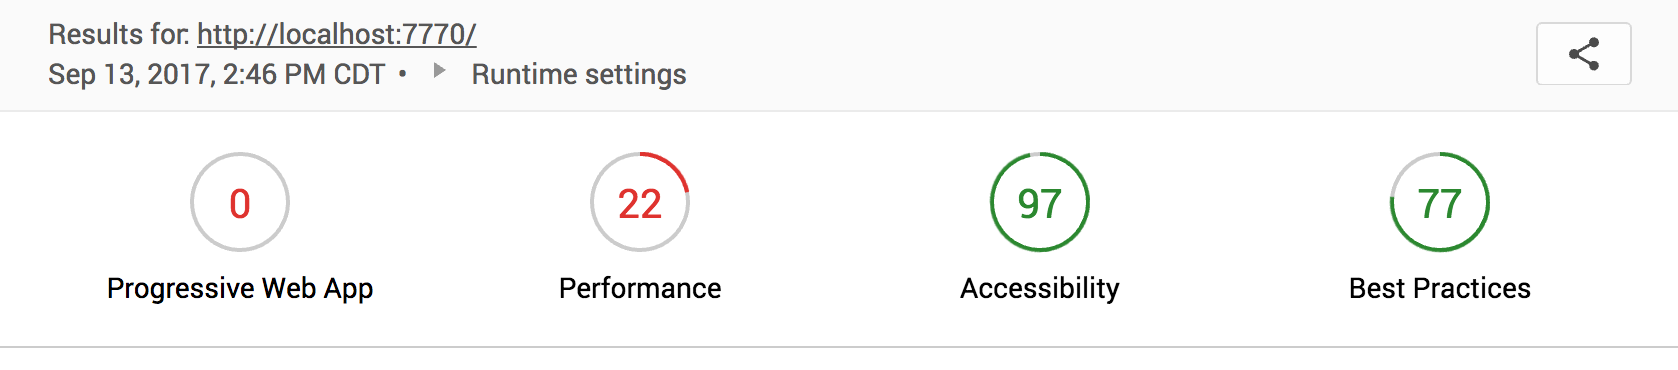 Results for: http://localhost:7770/
Sep 13, 2017, 2:46 PM CDT • Runtime settings
0 22 97 77
Progressive Web App Performance Accessibility Best Practices